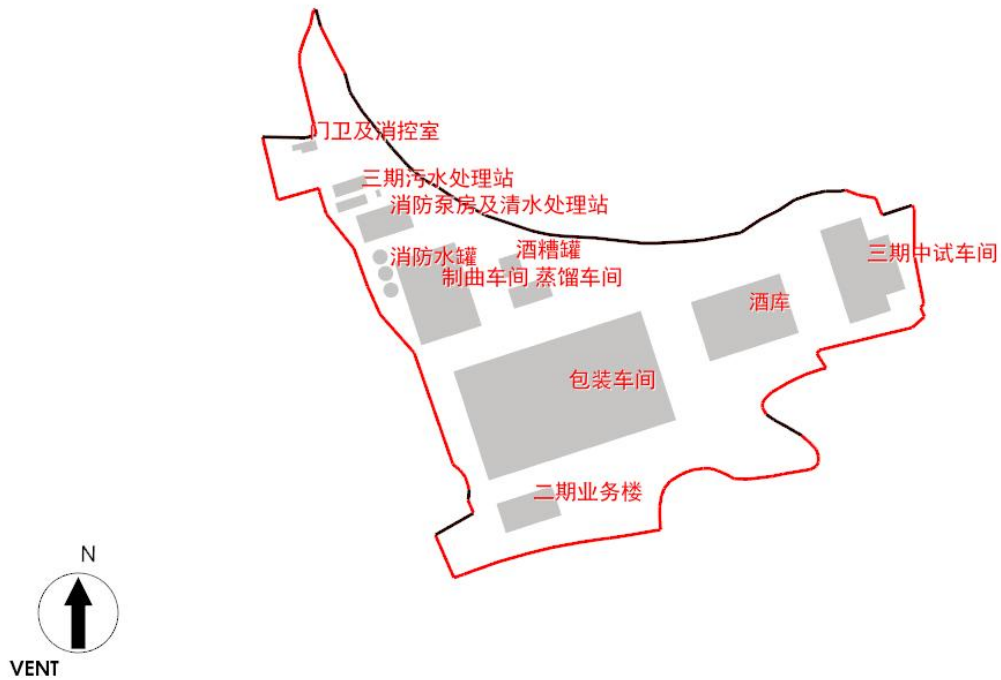 门卫及消控室
三期污水处理站
消防泵房及清水处理站
消防水罐
酒糟罐
三期中试车间
制曲车间 蒸馏车间
酒库
包装车间
二期业务楼
N
VENT